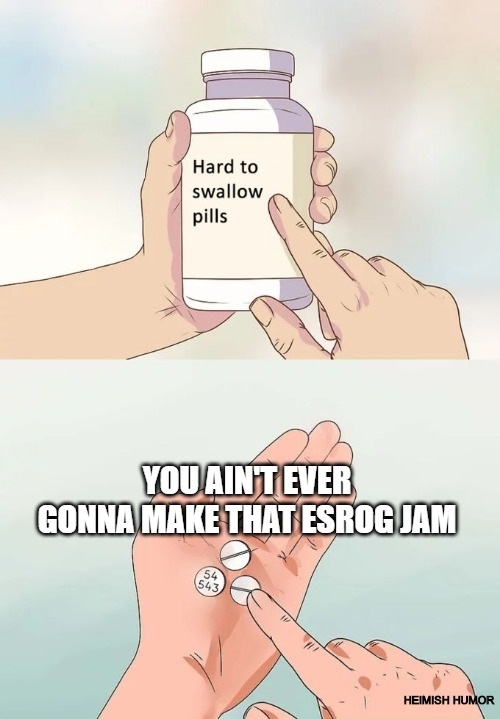 Hard to
swallow
pills
YOU AIN'T EVER
GONNA MAKE THAT ESROG JAM
54
543
HEIMISH HUMOR